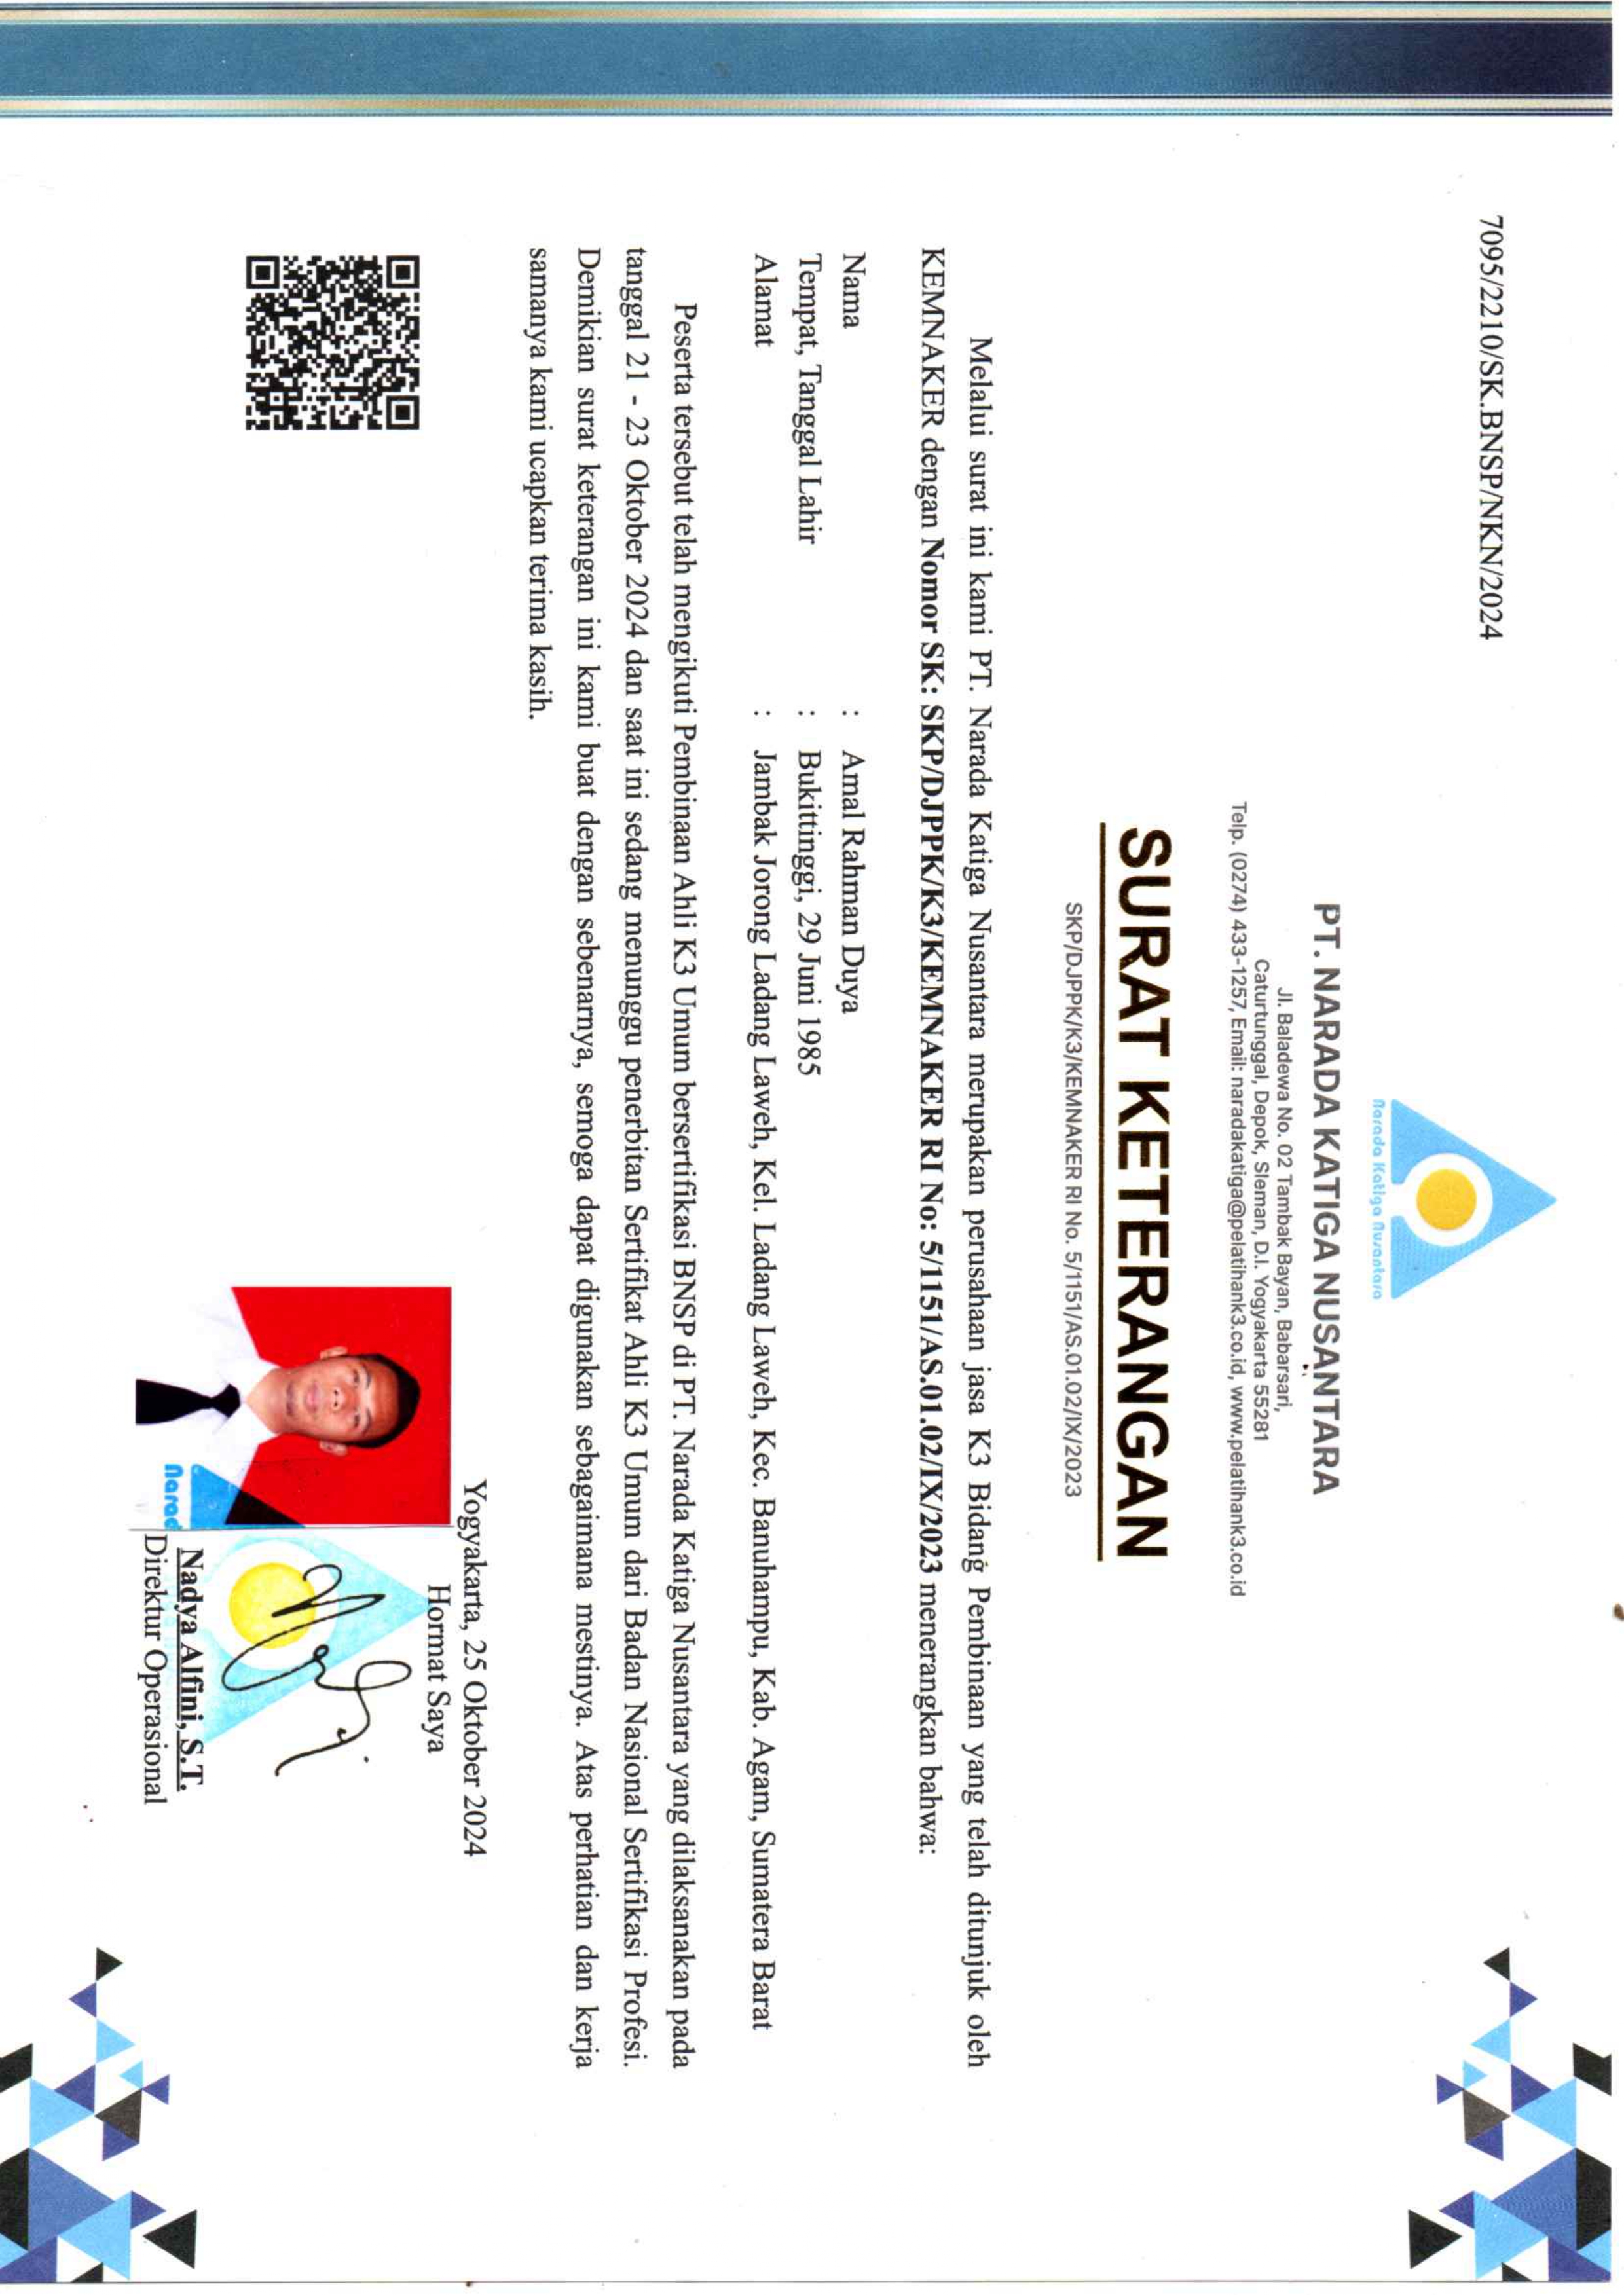 7095/2210/SK.BNSP/NKN/2024
Narada Katiga Nusantara
PT. NARADA KATIGA NUSANTARA
Jl. Baladewa No. 02 Tambak Bayan, Babarsari,
Caturtunggal, Depok, Sleman, D.I. Yogyakarta 55281
Telp. (0274) 433-1257, Email: naradakatiga@pelatihank3.co.id, www.pelatihank3.co.id
SURAT KETERANGAN
SKP/DJPPK/K3/KEMNAKER RI No. 5/1151/AS.01.02/IX/2023
Melalui surat ini kami PT. Narada Katiga Nusantara merupakan perusahaan jasa K3 Bidang Pembinaan yang telah ditunjuk oleh
KEMNAKER dengan Nomor SK: SKP/DJPPK/K3/KEMNAKER RI No: 5/1151/AS.01.02/IX/2023 menerangkan bahwa:
Nama : Amal Rahman Duya
Tempat, Tanggal Lahir : Bukittinggi, 29 Juni 1985
Alamat : Jambak Jorong Ladang Laweh, Kel. Ladang Laweh, Kec. Banuhampu, Kab. Agam, Sumatera Barat
Peserta tersebut telah mengikuti Pembinaan Ahli K3 Umum bersertifikasi BNSP di PT. Narada Katiga Nusantara yang dilaksanakan pada
tanggal 21 - 23 Oktober 2024 dan saat ini sedang menunggu penerbitan Sertifikat Ahli K3 Umum dari Badan Nasional Sertifikasi Profesi.
Demikian surat keterangan ini kami buat dengan sebenarnya, semoga dapat digunakan sebagaimana mestinya. Atas perhatian dan kerja
samanya kami ucapkan terima kasih.
Yogyakarta, 25 Oktober 2024
Hormat Saya
Narad
Nadya Alfini, S.T.
Direktur Operasional